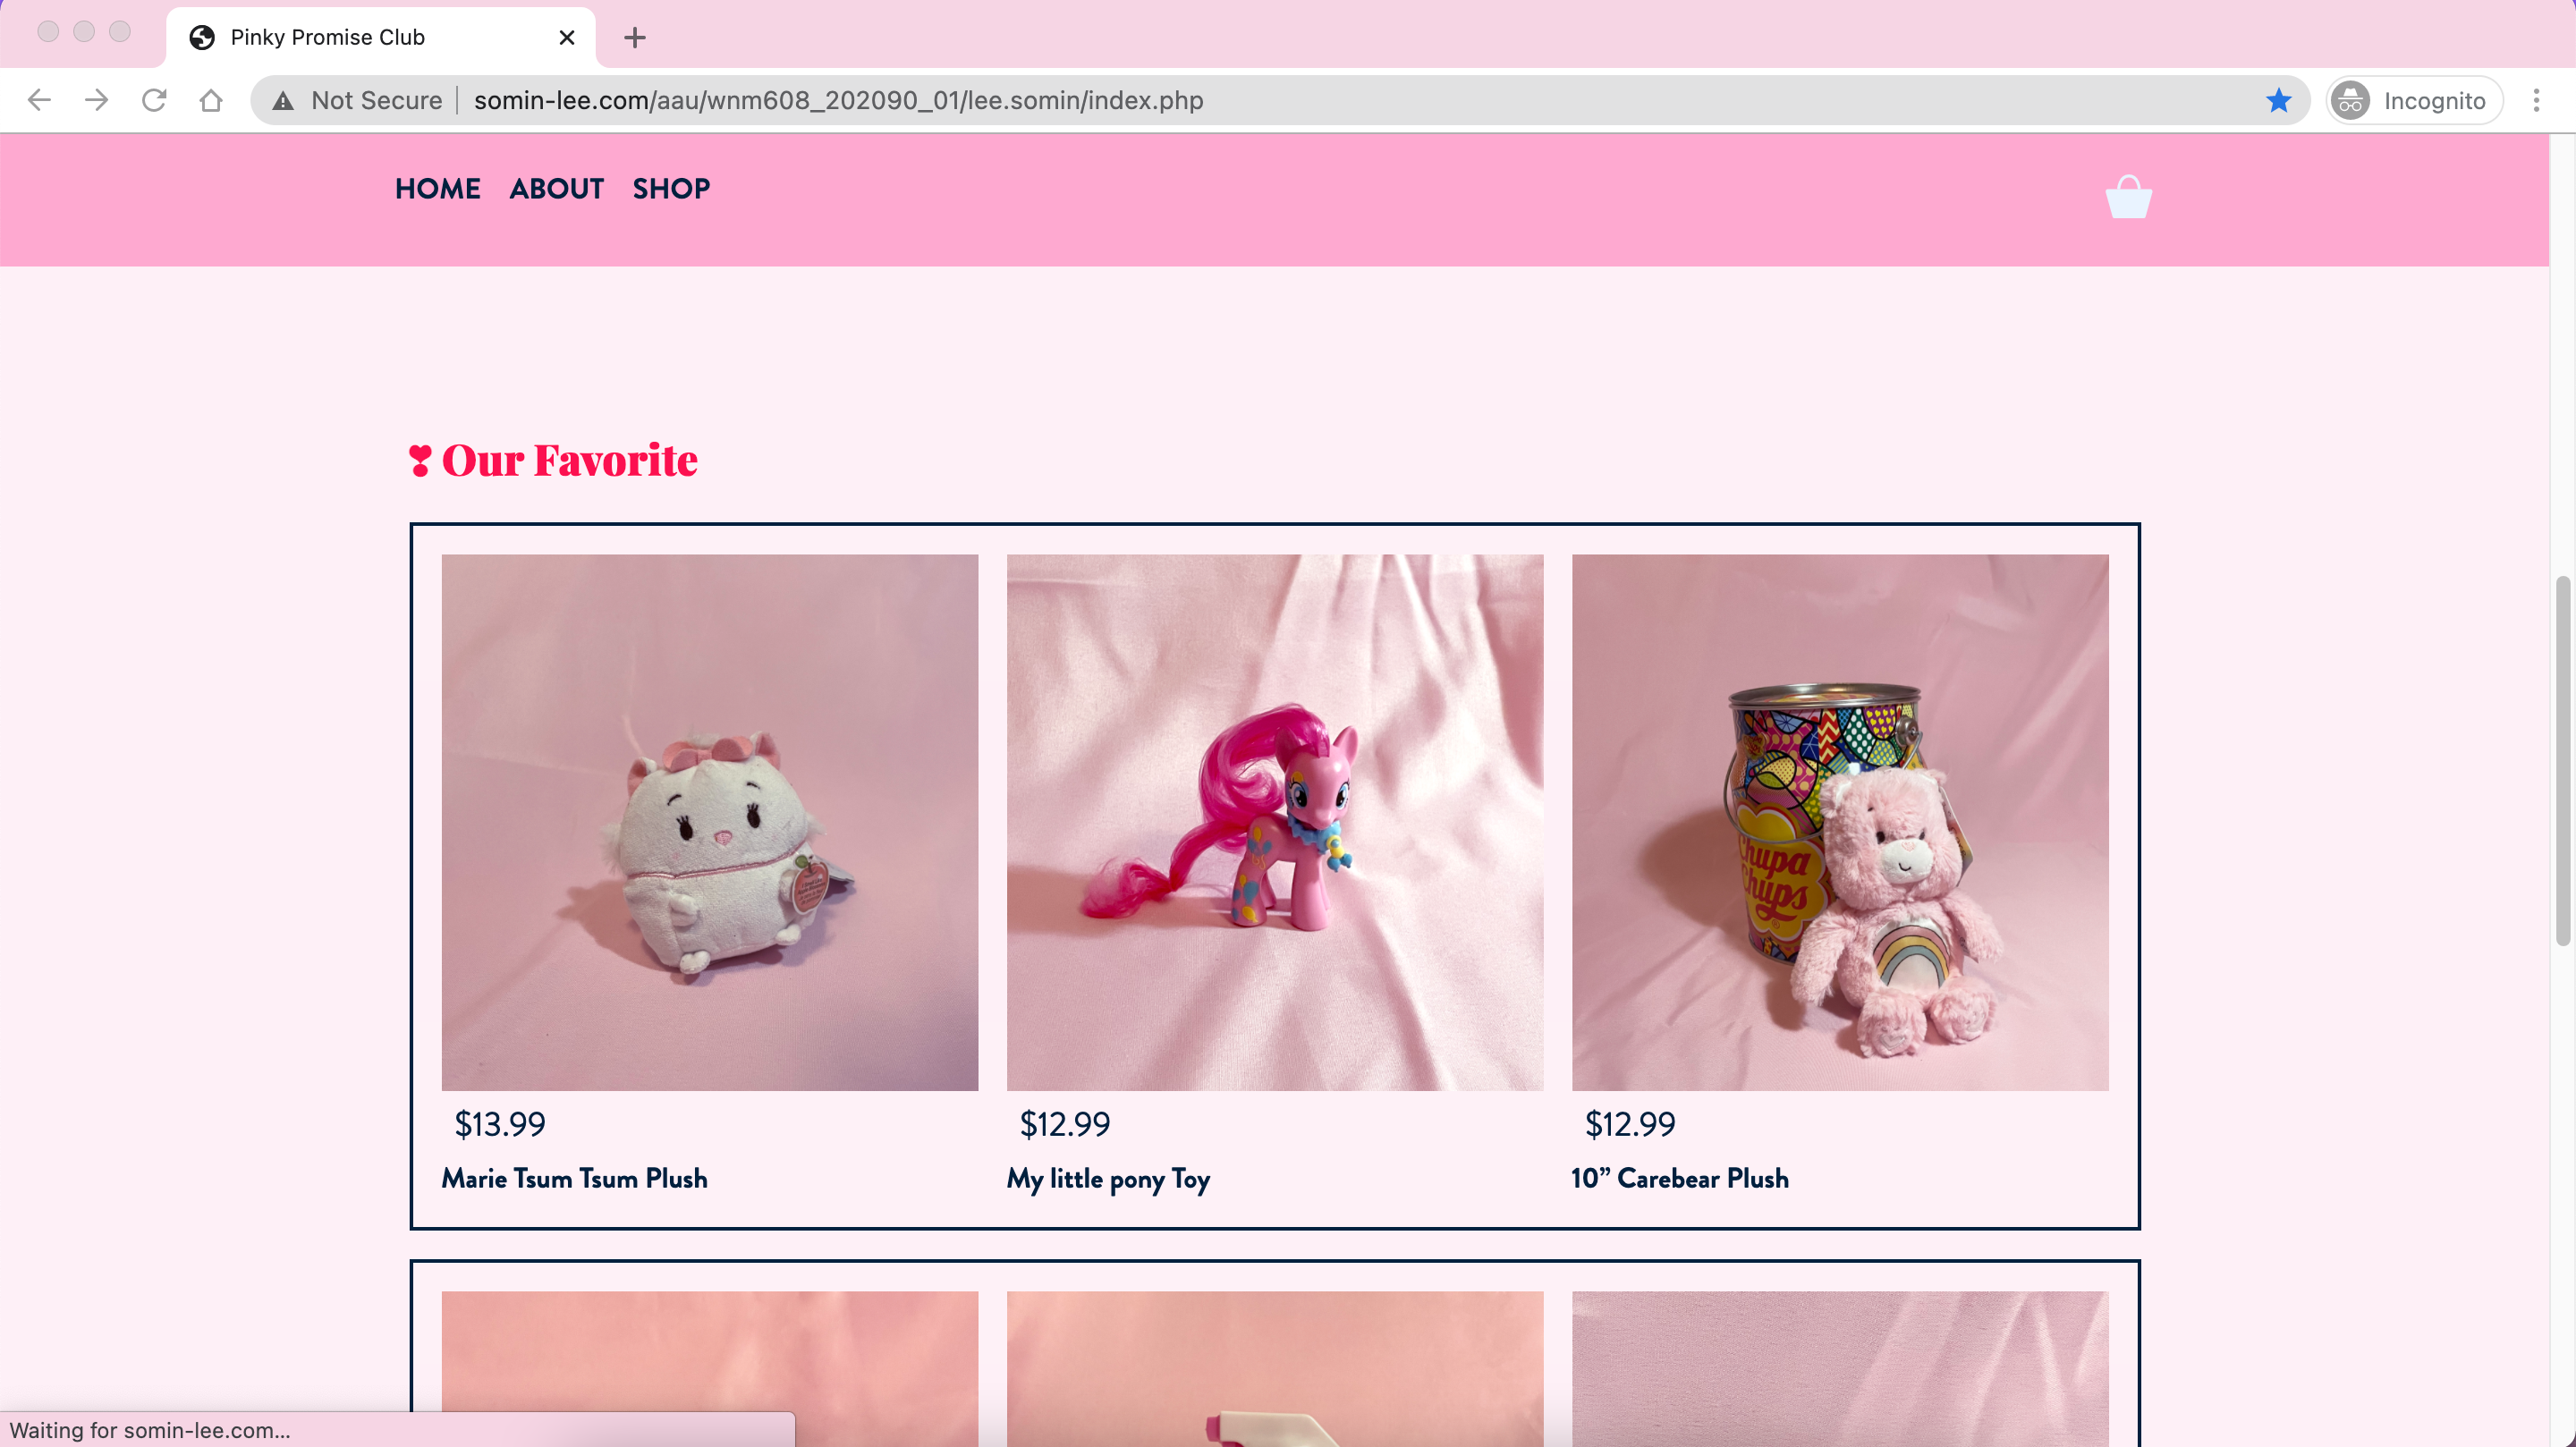 Pinky Promise Club
Not Secure
somin-lee.com/aau/wnm608_202090_01/lee.somin/index.php
Incognito
HOME ABOUT SHOP
❣ Our Favorite
Chupa
Chups
$13.99
$12.99
$12.99
Marie Tsum Tsum Plush
My little pony Toy
10” Carebear Plush
Waiting for somin-lee.com...